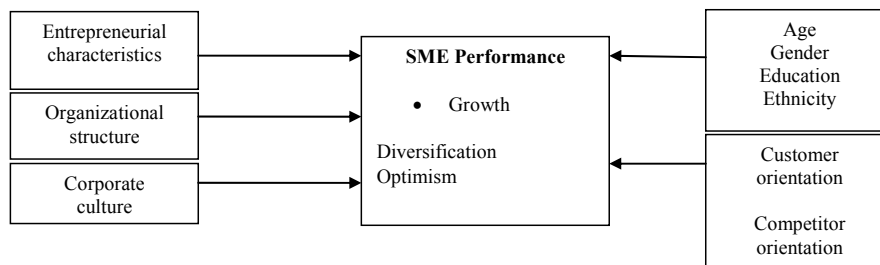 Entrepreneurial
characteristics
Organizational
structure
Corporate
culture
SME Performance
• Growth
Diversification
Optimism
Age
Gender
Education
Ethnicity
Customer
orientation
Competitor
orientation